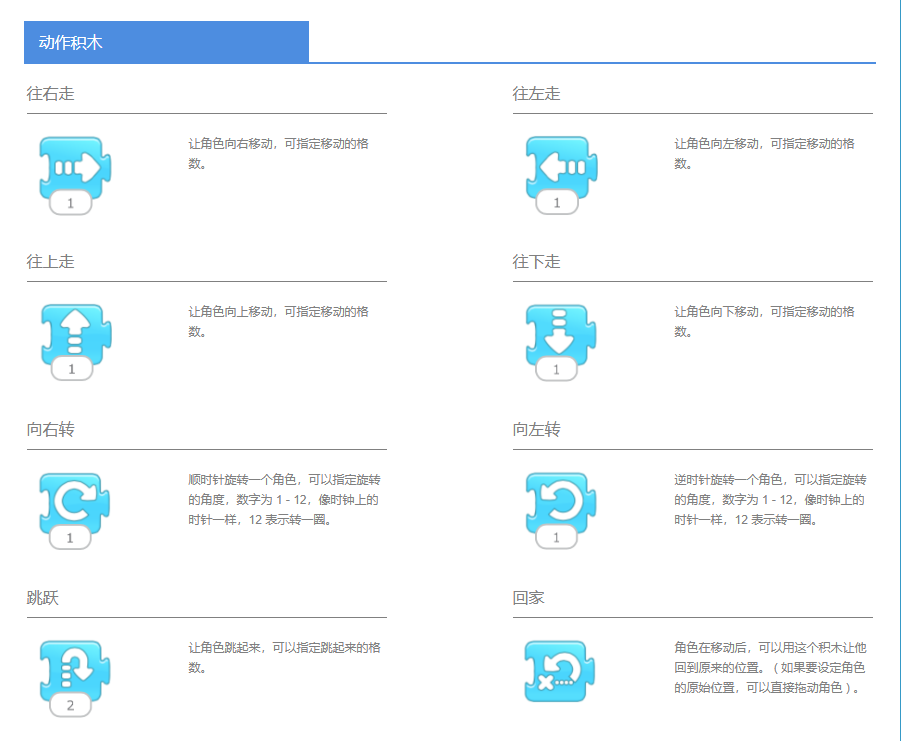 动作积木
往右走
让角色向右移动，可指定移动的格
数。
1
往左走
让角色向左移动，可指定移动的格
数。
1
往上走
让角色向上移动，可指定移动的格
数。
1
往下走
让角色向下移动，可指定移动的格
数。
1
向右转
顺时针旋转一个角色，可以指定旋转
的角度，数字为 1 - 12，像时钟上的
时针一样，12 表示转一圈。
1
向左转
逆时针旋转一个角色，可以指定旋转
的角度，数字为 1 - 12，像时钟上的
时针一样，12 表示转一圈。
1
跳跃
让角色跳起来，可以指定跳起来的格
数。
2
回家
角色在移动后，可以用这个积木让他
回到原来的位置。（如果要设定角色
的原始位置，可以直接拖动角色）。